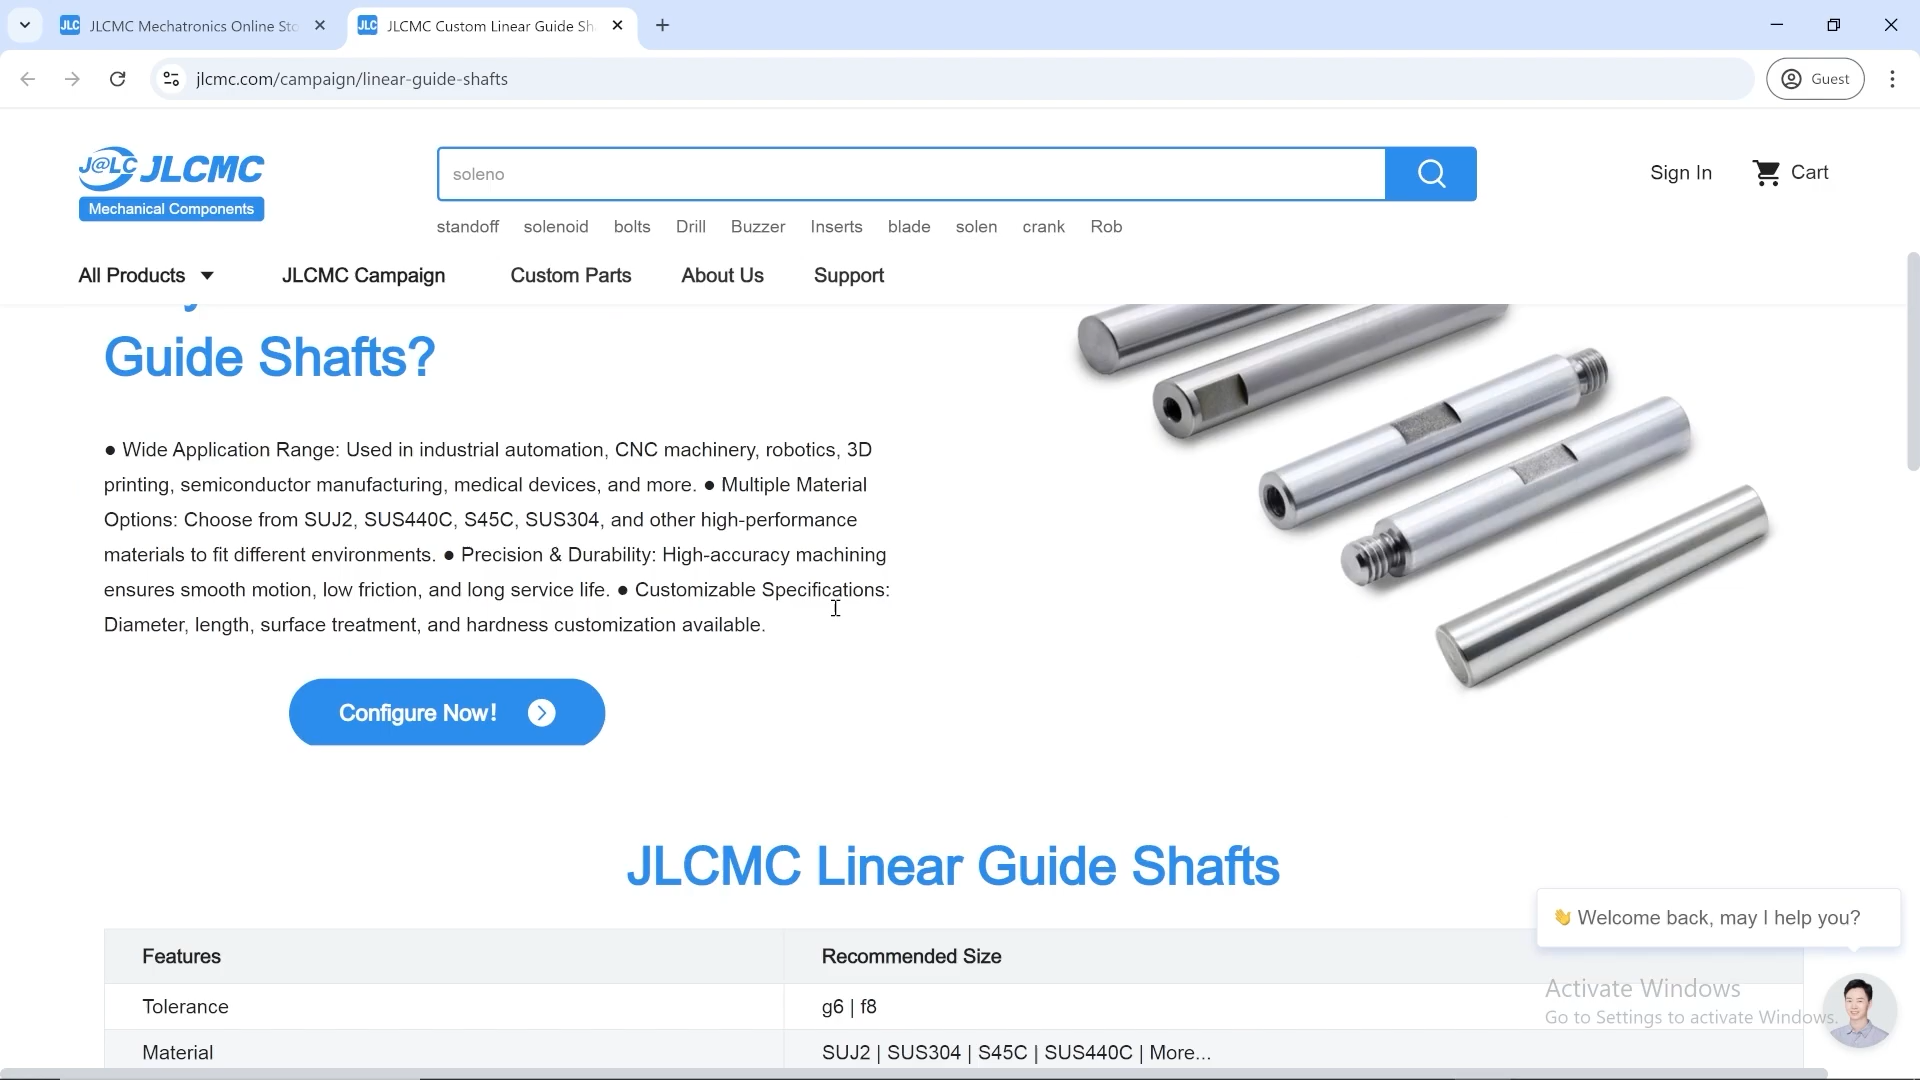 JLCMC Mechatronics Online Sto
JLCMC Custom Linear Guide Sh
jlcmc.com/campaign/linear-guide-shafts
Guest
J@LC JLCMC
Mechanical Components
soleno
Sign In
Cart
standoff solenoid bolts Drill Buzzer Inserts blade solen crank Rob
All Products JLCMC Campaign Custom Parts About Us Support
Guide Shafts?
● Wide Application Range: Used in industrial automation, CNC machinery, robotics, 3D
printing, semiconductor manufacturing, medical devices, and more. ● Multiple Material
Options: Choose from SUJ2, SUS440C, S45C, SUS304, and other high-performance
materials to fit different environments. ● Precision & Durability: High-accuracy machining
ensures smooth motion, low friction, and long service life. ● Customizable Specifications:
Diameter, length, surface treatment, and hardness customization available.
Configure Now!
JLCMC Linear Guide Shafts
👋 Welcome back, may I help you?
Features Recommended Size
Tolerance g6 | f8
Material SUJ2 | SUS304 | S45C | SUS440C | More...
Activate Windows
Go to Settings to activate Windows.